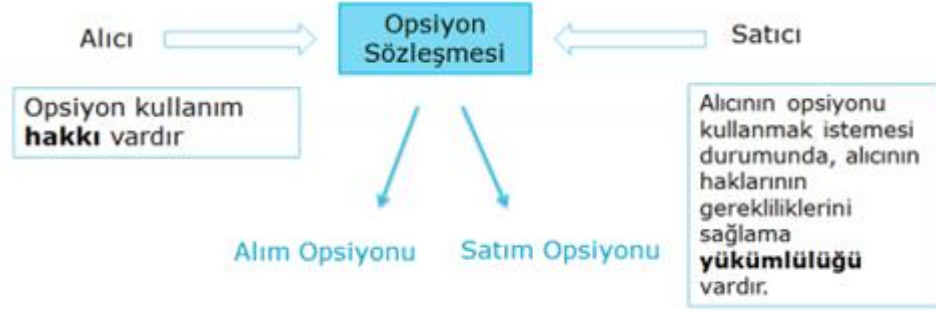 Alıcı
Opsiyon
Sözleşmesi
Satıcı
Opsiyon kullanım
hakkı vardır
Alıcının opsiyonu
kullanmak istemesi
durumunda, alıcının
haklarının
gerekliliklerini
sağlama
yükümlülüğü
vardır.
Alım Opsiyonu
Satım Opsiyonu